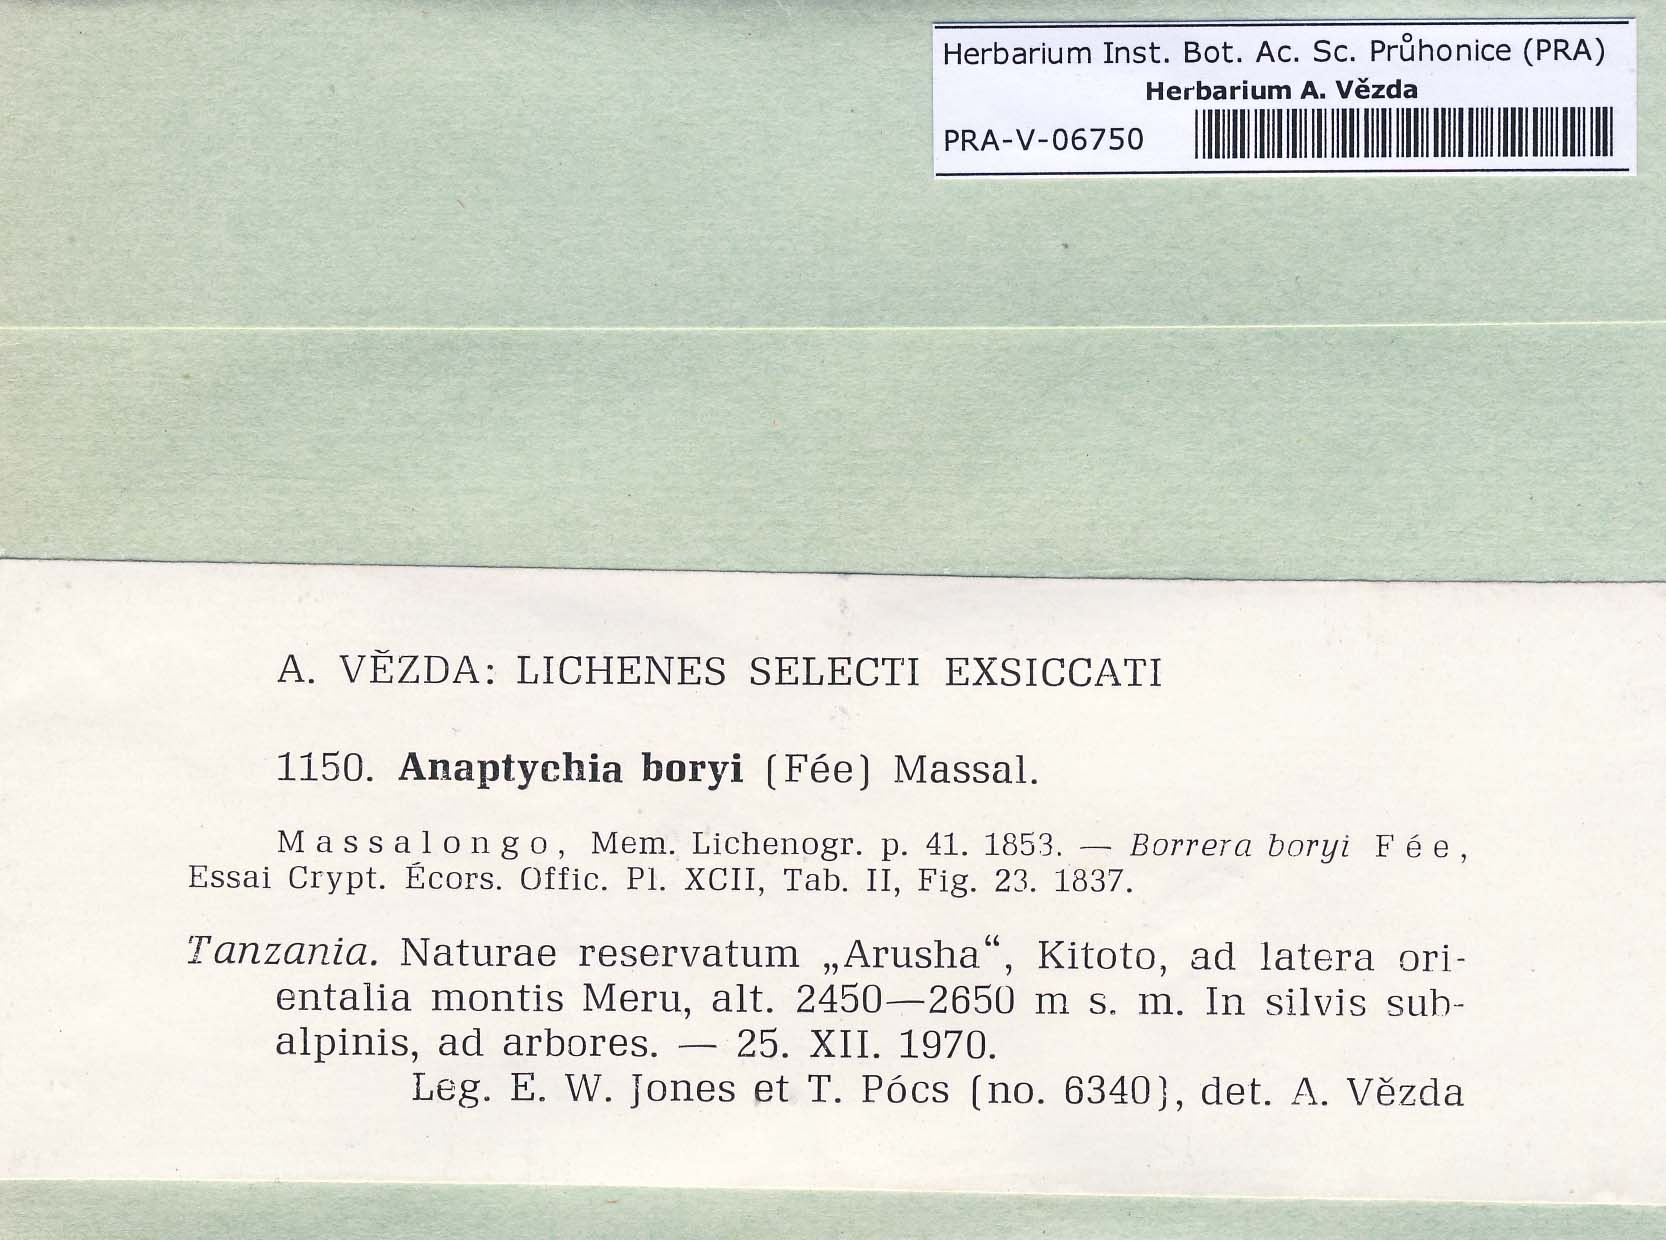 Herbarium Inst. Bot. Ac. Sc. Průhonice (PRA)
Herbarium A. Vězda
PRA-V-06750
A. VĚZDA: LICHENES SELECTI EXSICCATI
1150. Anaptychia boryi (Fée) Massal.
Massalongo, Mem. Lichenogr. p. 41. 1853. — Borrera boryi Fée,
Essai Crypt. Écors. Offic. Pl. XCII, Tab. II, Fig. 23. 1837.
Tanzania. Naturae reservatum „Arusha“, Kitoto, ad latera ori-
entalia montis Meru, alt. 2450—2650 m s. m. In silvis sub-
alpinis, ad arbores. — 25. XII. 1970.
Leg. E. W. Jones et T. Pócs (no. 6340), det. A. Vězda